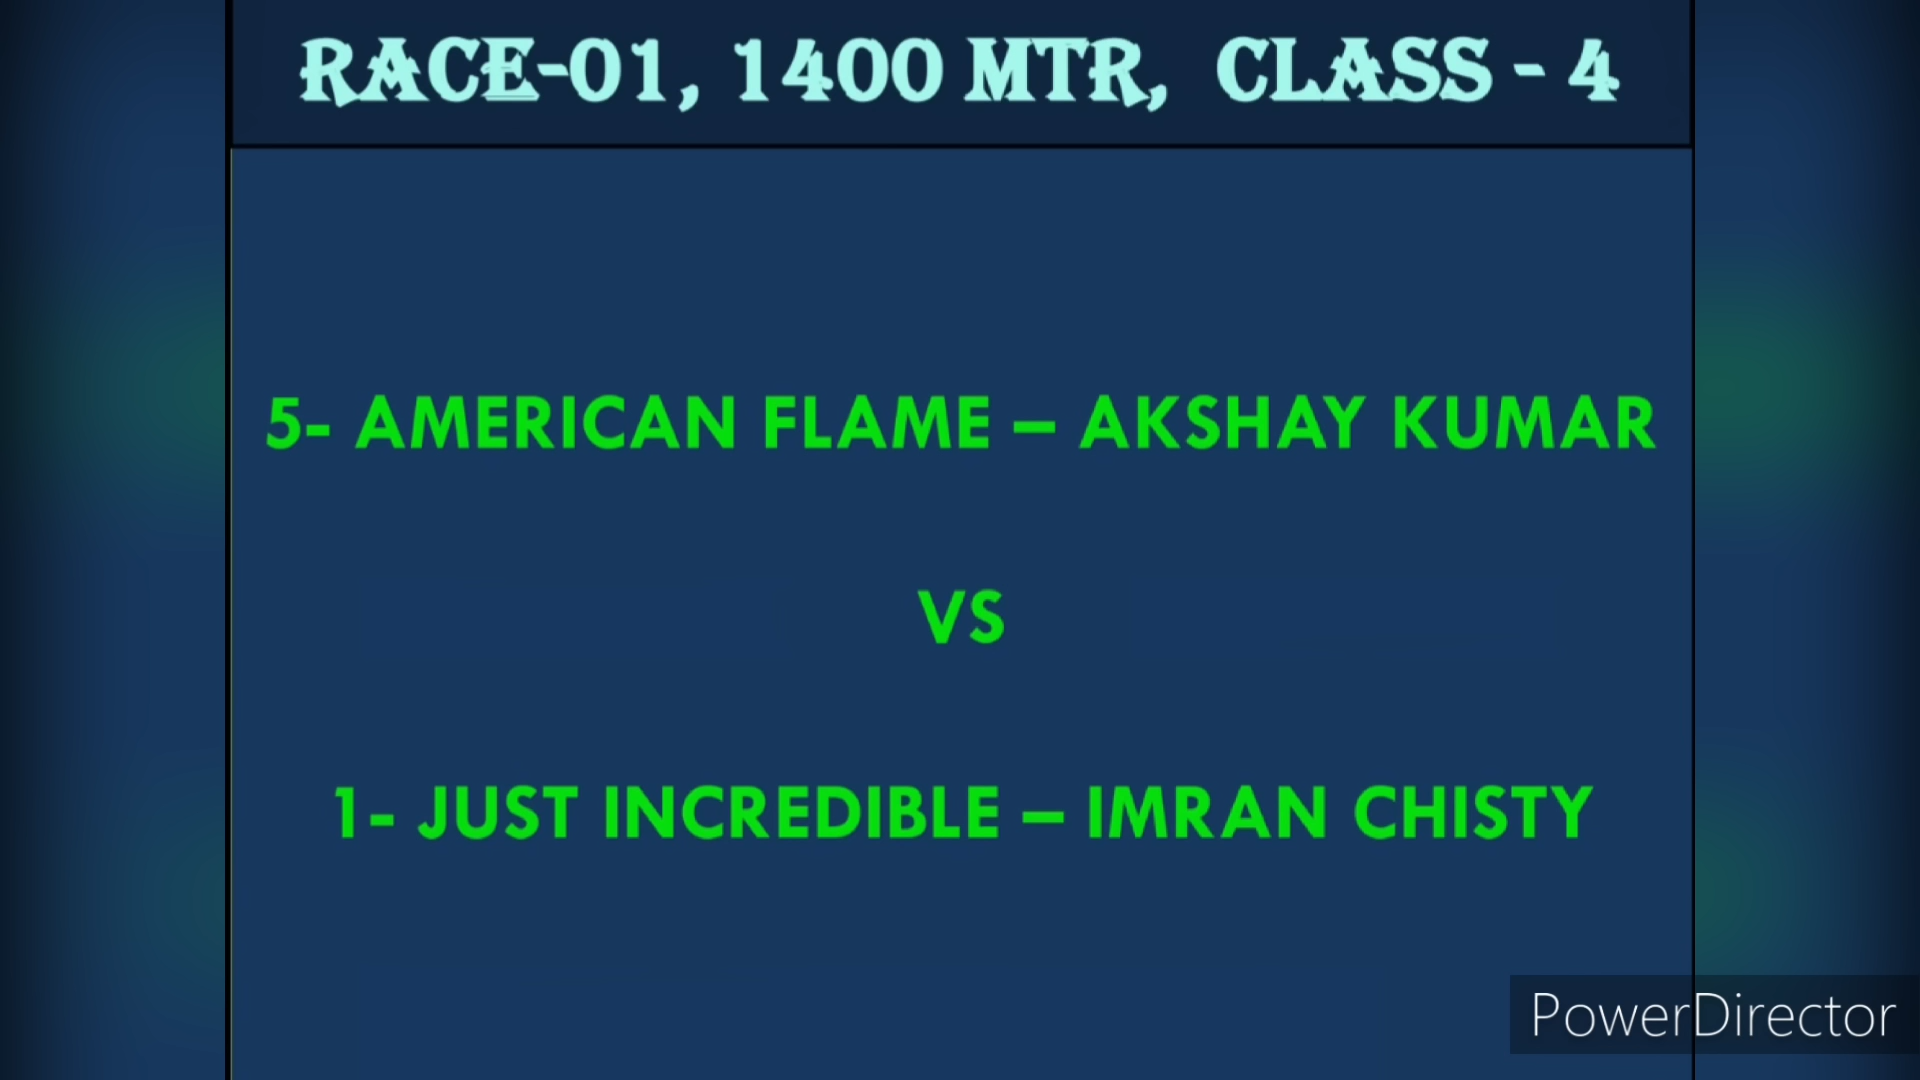 RACE-01, 1400 MTR, CLASS - 4
5- AMERICAN FLAME – AKSHAY KUMAR
VS
1- JUST INCREDIBLE – IMRAN CHISTY
PowerDirector